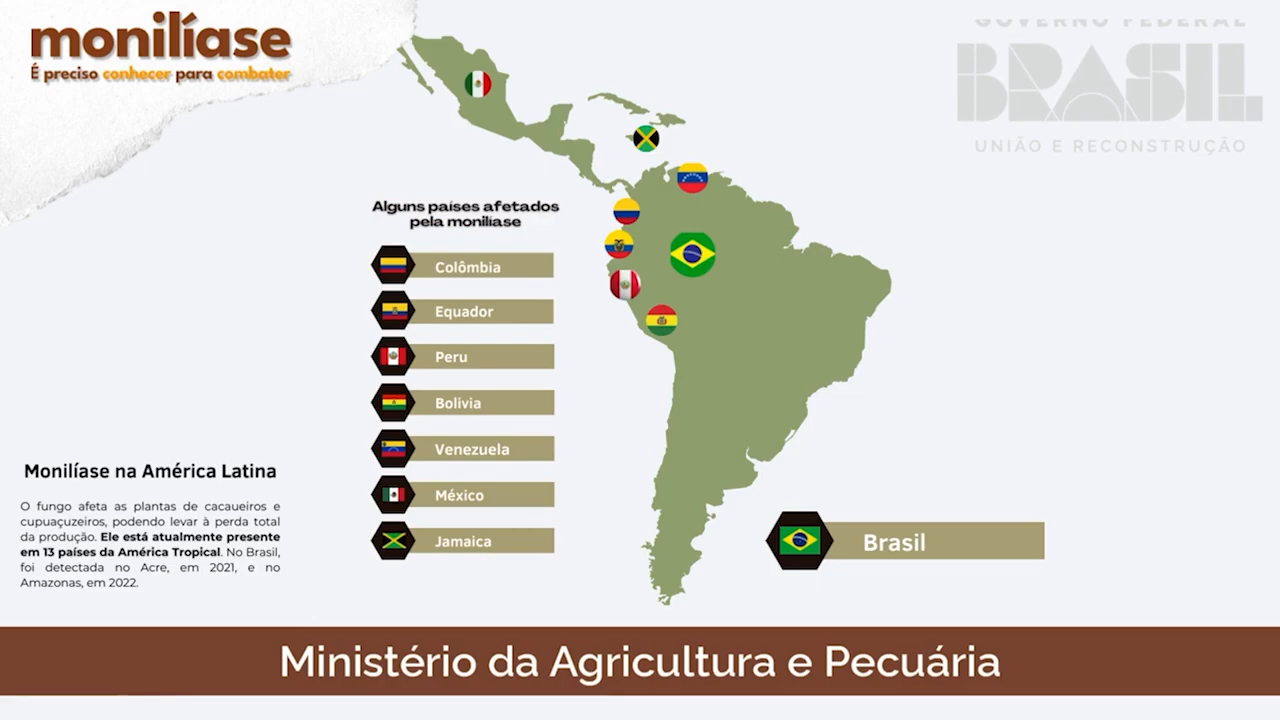 monilíase
É preciso conhecer para combater
GOVERNO FEDERAL
BRASIL
UNIÃO E RECONSTRUÇÃO
Alguns países afetados
pela monilíase
Colômbia
Equador
Peru
Bolivia
Venezuela
México
Jamaica
Monilíase na América Latina
O fungo afeta as plantas de cacaueiros e
cupuaçuzeiros, podendo levar à perda total
da produção. Ele está atualmente presente
em 13 países da América Tropical. No Brasil,
foi detectada no Acre, em 2021, e no
Amazonas, em 2022.
Brasil
Ministério da Agricultura e Pecuária